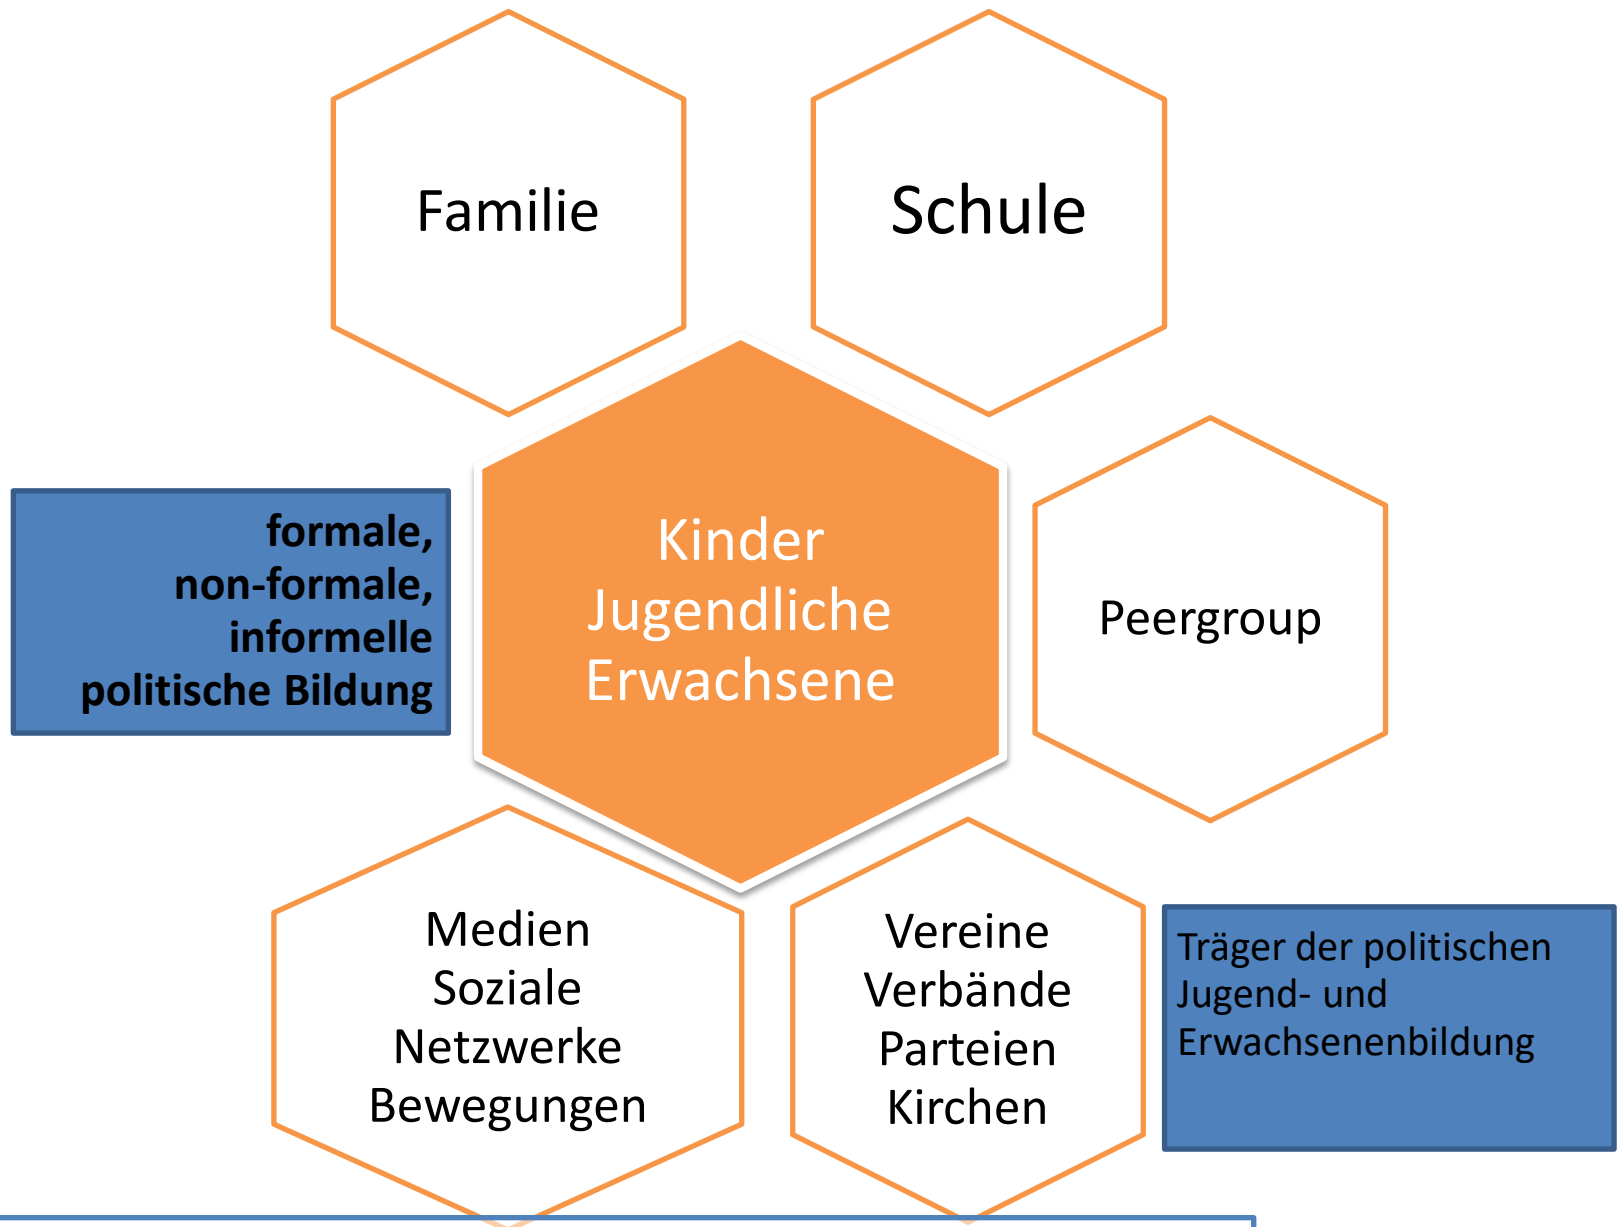 Familie
Schule
formale,
non-formale,
informelle
politische Bildung
Kinder
Jugendliche
Erwachsene
Peergroup
Medien
Soziale
Netzwerke
Bewegungen
Vereine
Verbände
Parteien
Kirchen
Träger der politischen
Jugend- und
Erwachsenenbildung